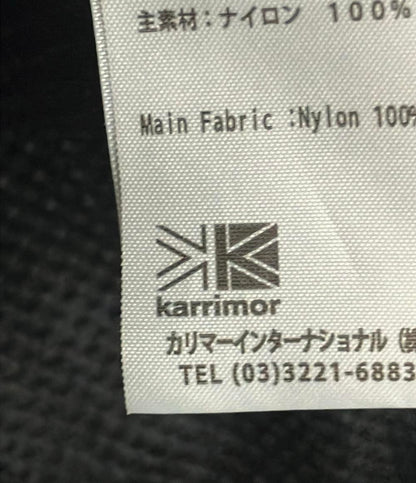 主素材：ナイロン 100%
Main Fabric :Nylon 100%
karrimor
カリマーインターナショナル (株
TEL (03)3221-6883